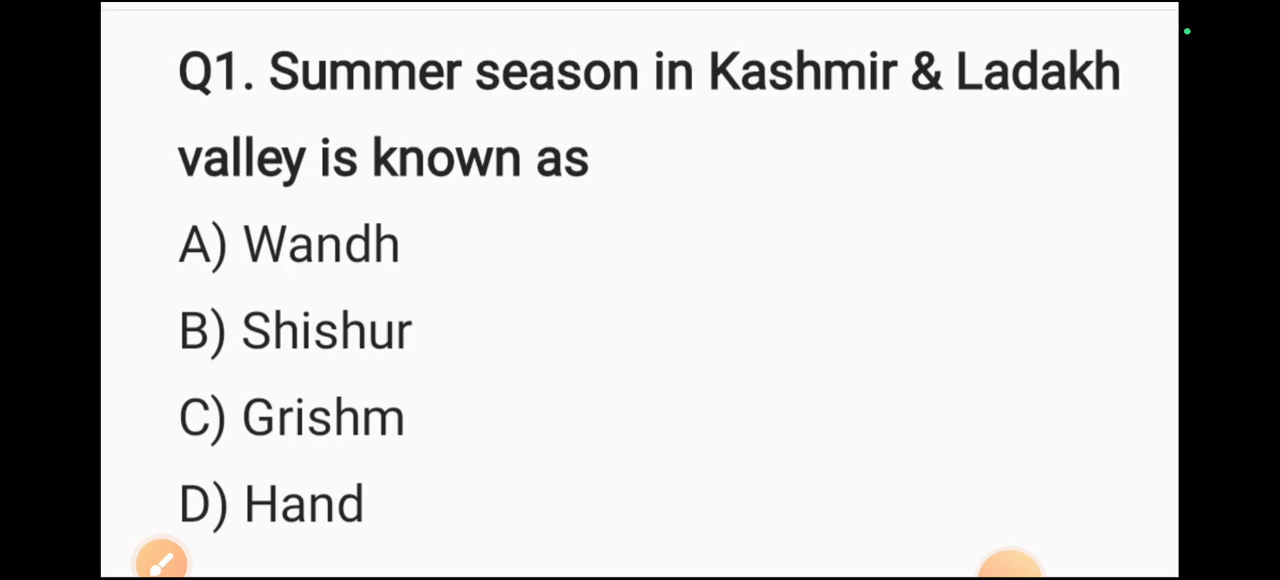 Q1. Summer season in Kashmir & Ladakh
valley is known as
A) Wandh
B) Shishur
C) Grishm
D) Hand